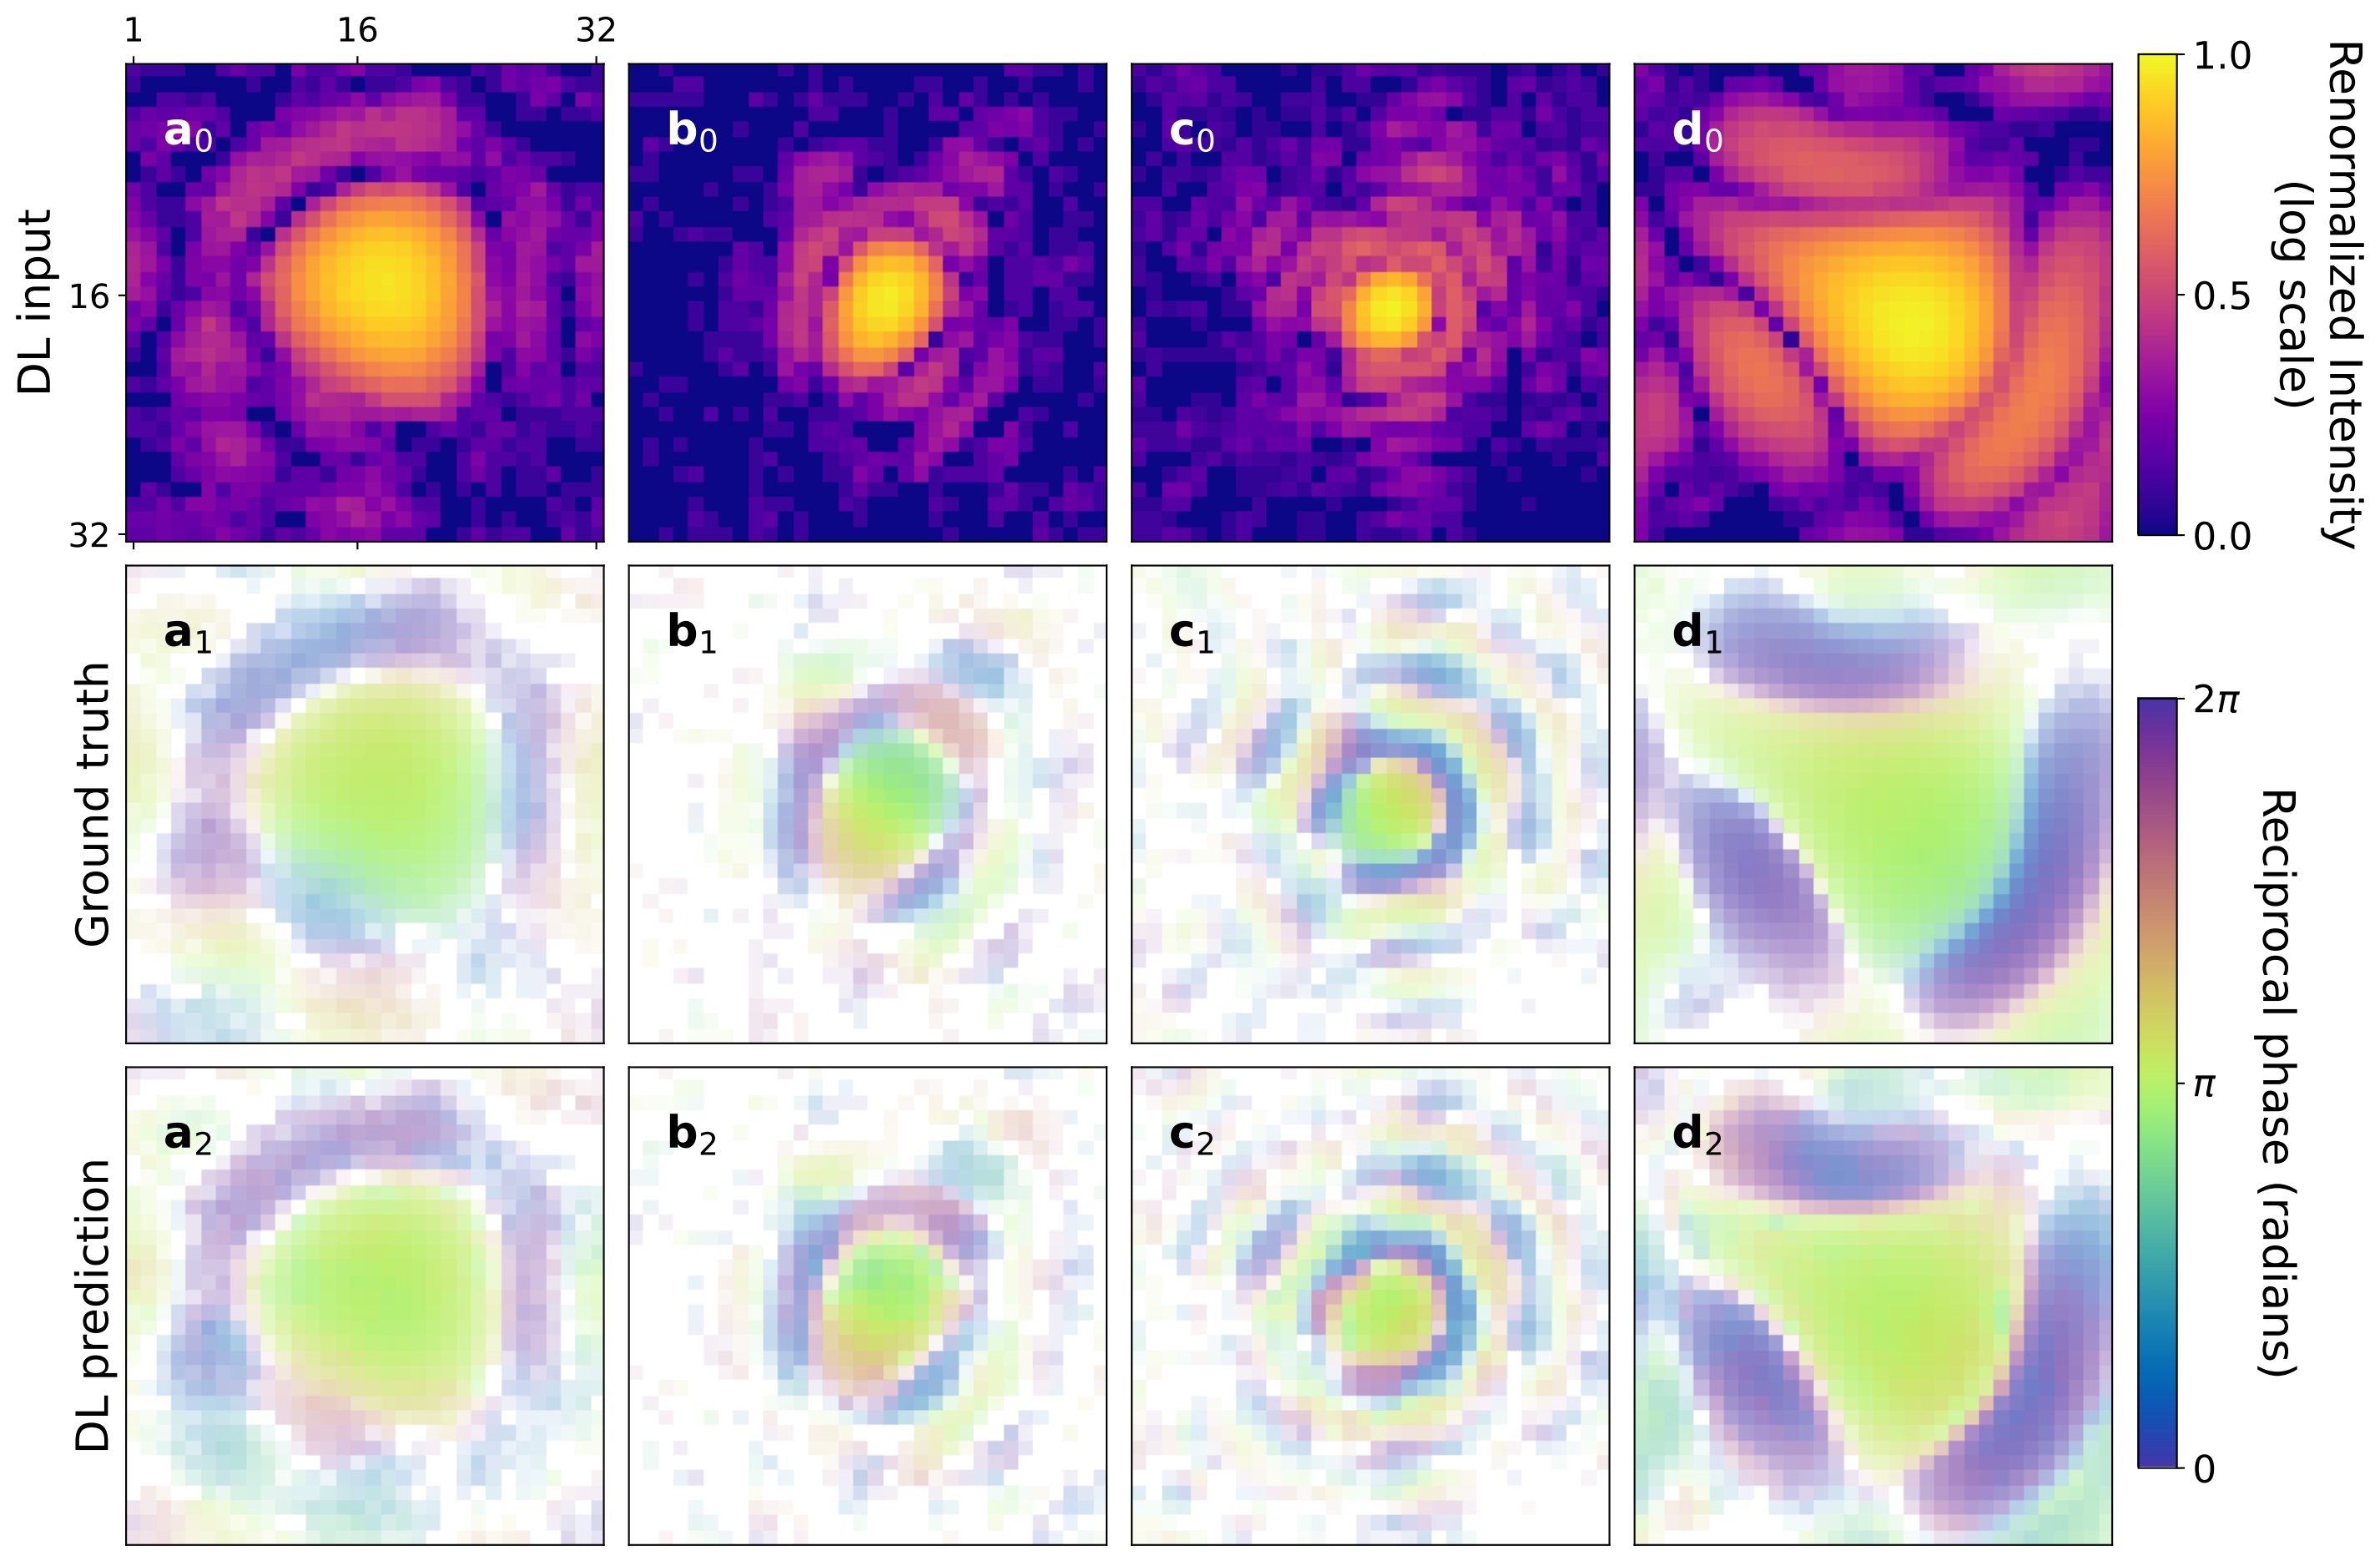 1 16 32
DL input
16
32
a0
b0
c0
d0
1.0
0.5
0.0
Renormalized Intensity
(log scale)
Ground truth
a1
b1
c1
d1
DL prediction
a2
b2
c2
d2
2π
π
0
Reciprocal phase (radians)